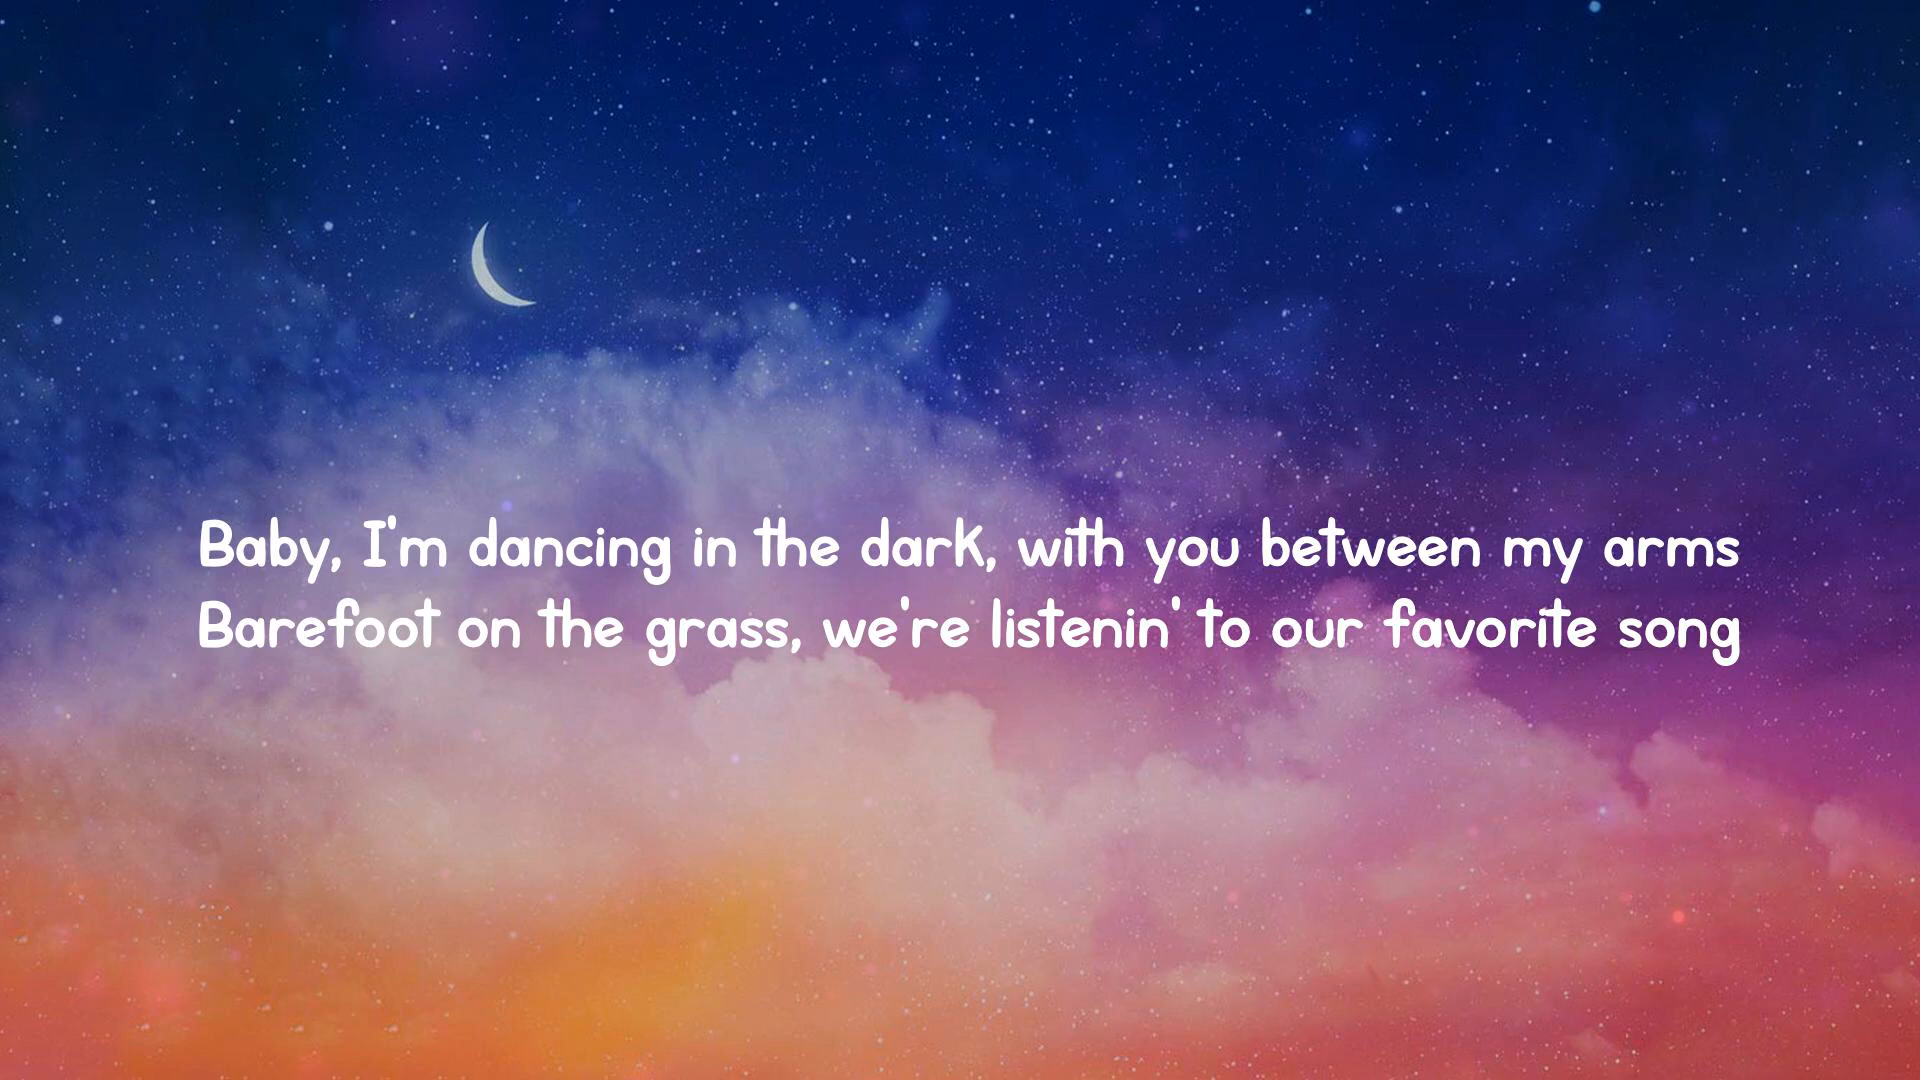 Baby, I'm dancing in the dark, with you between my arms
Barefoot on the grass, we're listenin' to our favorite song